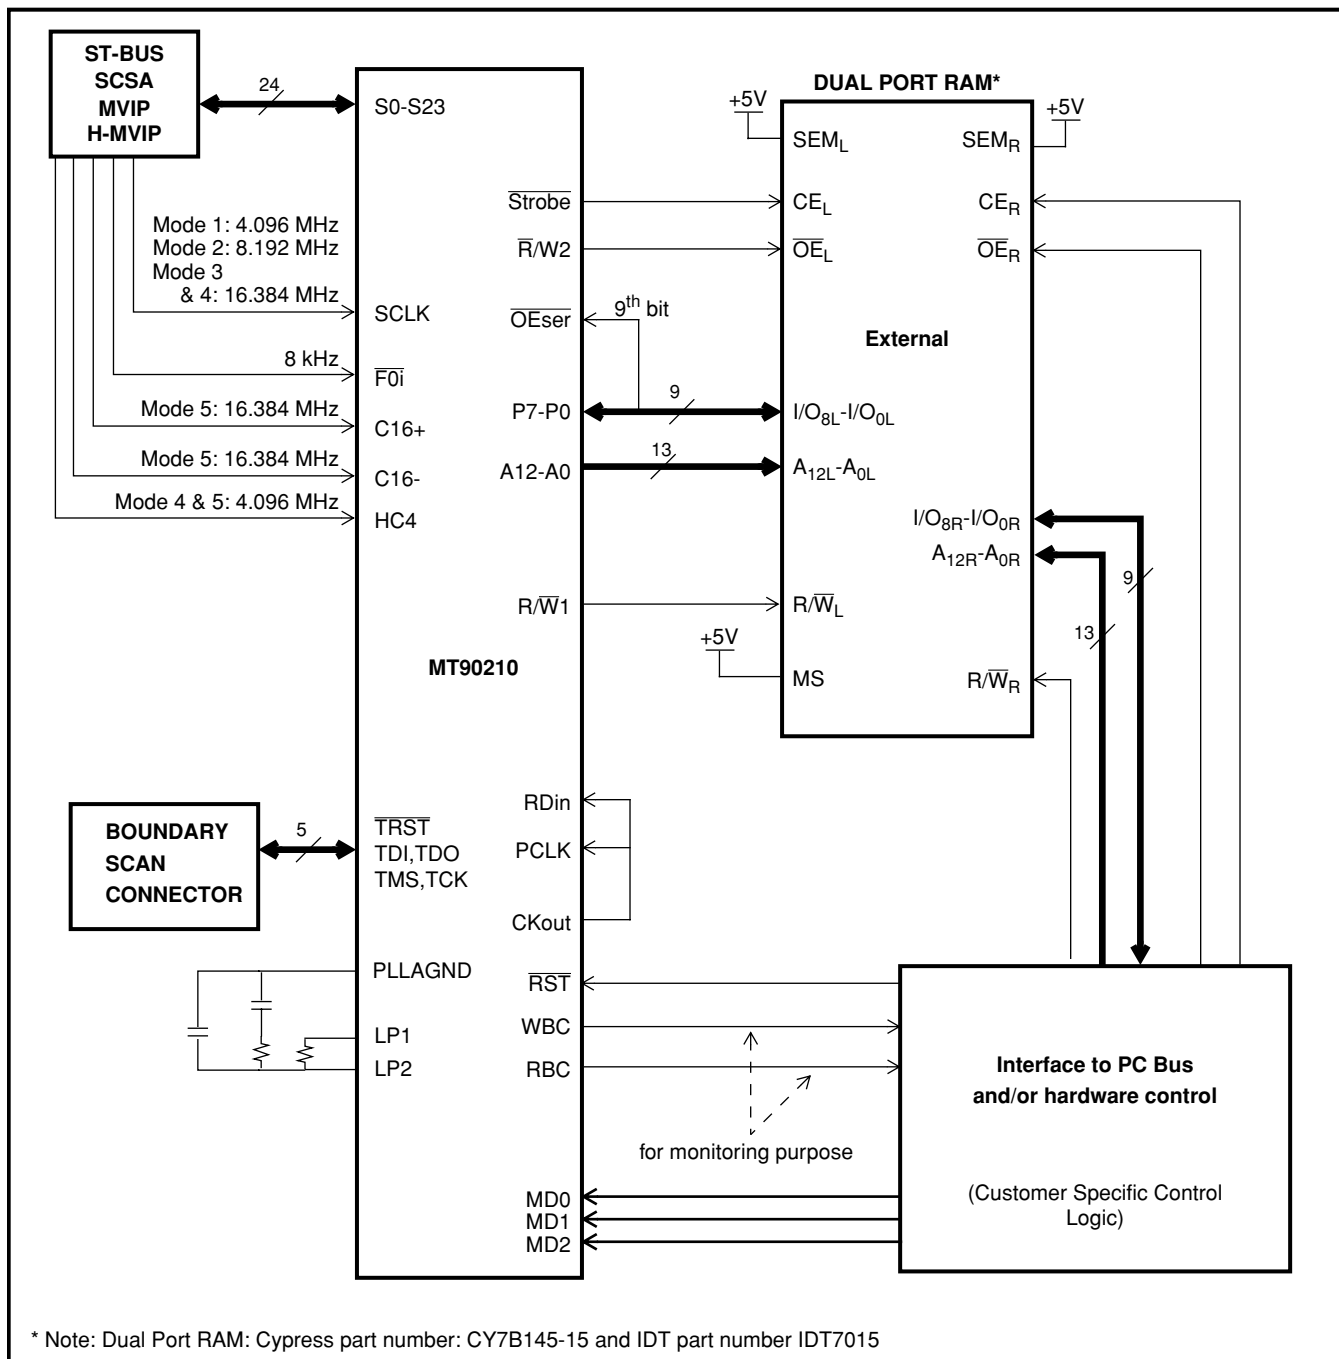 ST-BUS
SCSA
MVIP
H-MVIP
24
S0-S23
DUAL PORT RAM*
+5V
SEML
SEMR
+5V
Strobe
CEL
CER
Mode 1: 4.096 MHz
Mode 2: 8.192 MHz
Mode 3
& 4: 16.384 MHz
R/W2
OEL
OER
SCLK
OEser
9th bit
External
8 kHz
F0i
Mode 5: 16.384 MHz
C16+
P7-P0
9
I/O8L-I/O0L
Mode 5: 16.384 MHz
C16-
A12-A0
13
A12L-A0L
Mode 4 & 5: 4.096 MHz
HC4
I/O8R-I/O0R
A12R-A0R
9
13
R/W1
R/WL
+5V
MT90210
MS
R/WR
BOUNDARY
SCAN
CONNECTOR
5
TRST
TDI,TDO
TMS,TCK
RDin
PCLK
CKout
PLLAGND
RST
LP1
WBC
LP2
RBC
Interface to PC Bus
and/or hardware control
for monitoring purpose
(Customer Specific Control
Logic)
MD0
MD1
MD2
* Note: Dual Port RAM: Cypress part number: CY7B145-15 and IDT part number IDT7015